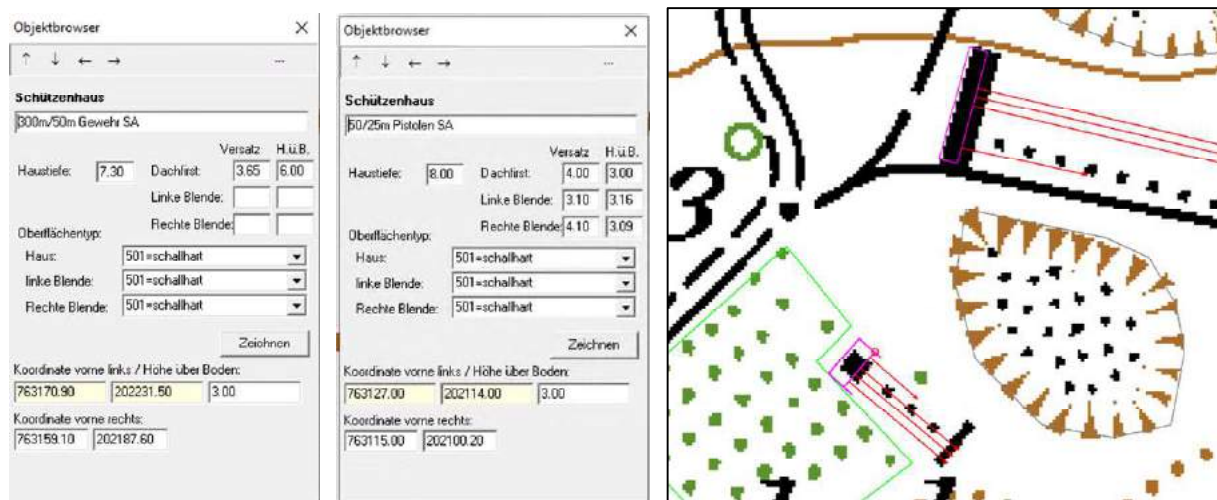 Objektbrowser
Schützenhaus
300m/50m Gewehr SA
Versatz H.ü.B.
Haustiefe: 7.30 Dachfirst: 3.65 6.00
Linke Blende:
Rechte Blende:
Oberflächentyp:
Haus: 501=schallhart
linke Blende: 501=schallhart
Rechte Blende: 501=schallhart
Zeichnen
Koordinate vorne links / Höhe über Boden:
763170.90 202231.50 3.00
Koordinate vorne rechts:
763159.10 202187.60
Objektbrowser
Schützenhaus
50/25m Pistolen SA
Versatz H.ü.B.
Haustiefe: 8.00 Dachfirst: 4.00 3.00
Linke Blende: 3.10 3.16
Rechte Blende: 4.10 3.09
Oberflächentyp:
Haus: 501=schallhart
linke Blende: 501=schallhart
Rechte Blende: 501=schallhart
Zeichnen
Koordinate vorne links / Höhe über Boden:
763127.00 202114.00 3.00
Koordinate vorne rechts:
763115.00 202100.20
3